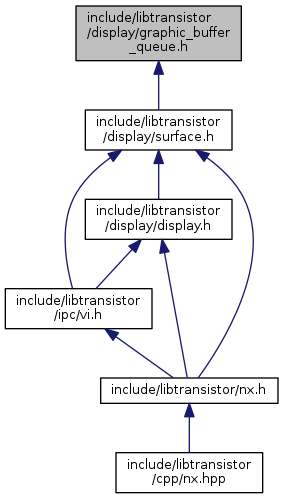 include/libtransistor
/display/graphic_buffer
_queue.h
include/libtransistor
/display/surface.h
include/libtransistor
/display/display.h
include/libtransistor
/ipc/vi.h
include/libtransistor/nx.h
include/libtransistor
/cpp/nx.hpp